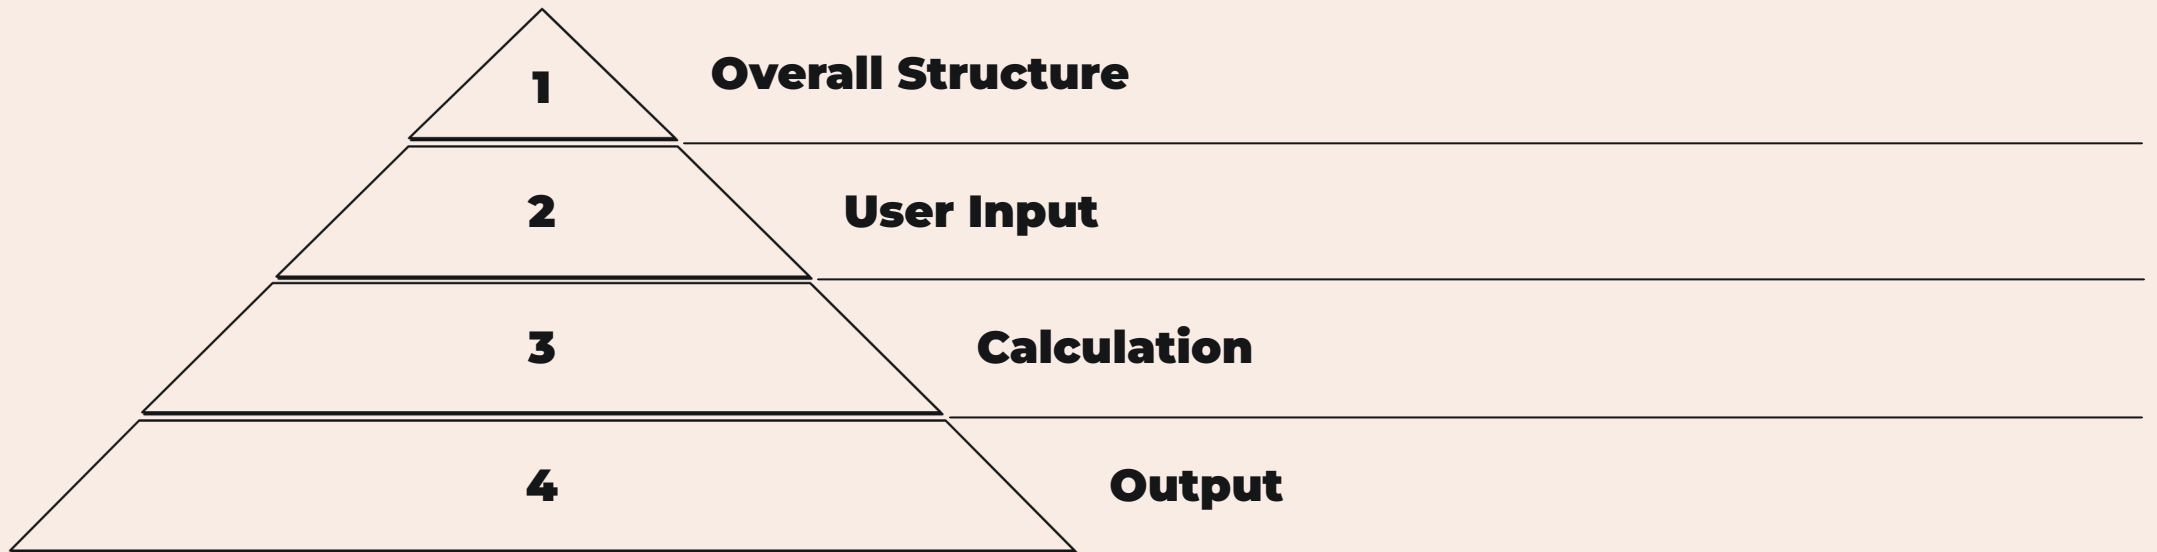 1 Overall Structure
2 User Input
3 Calculation
4 Output